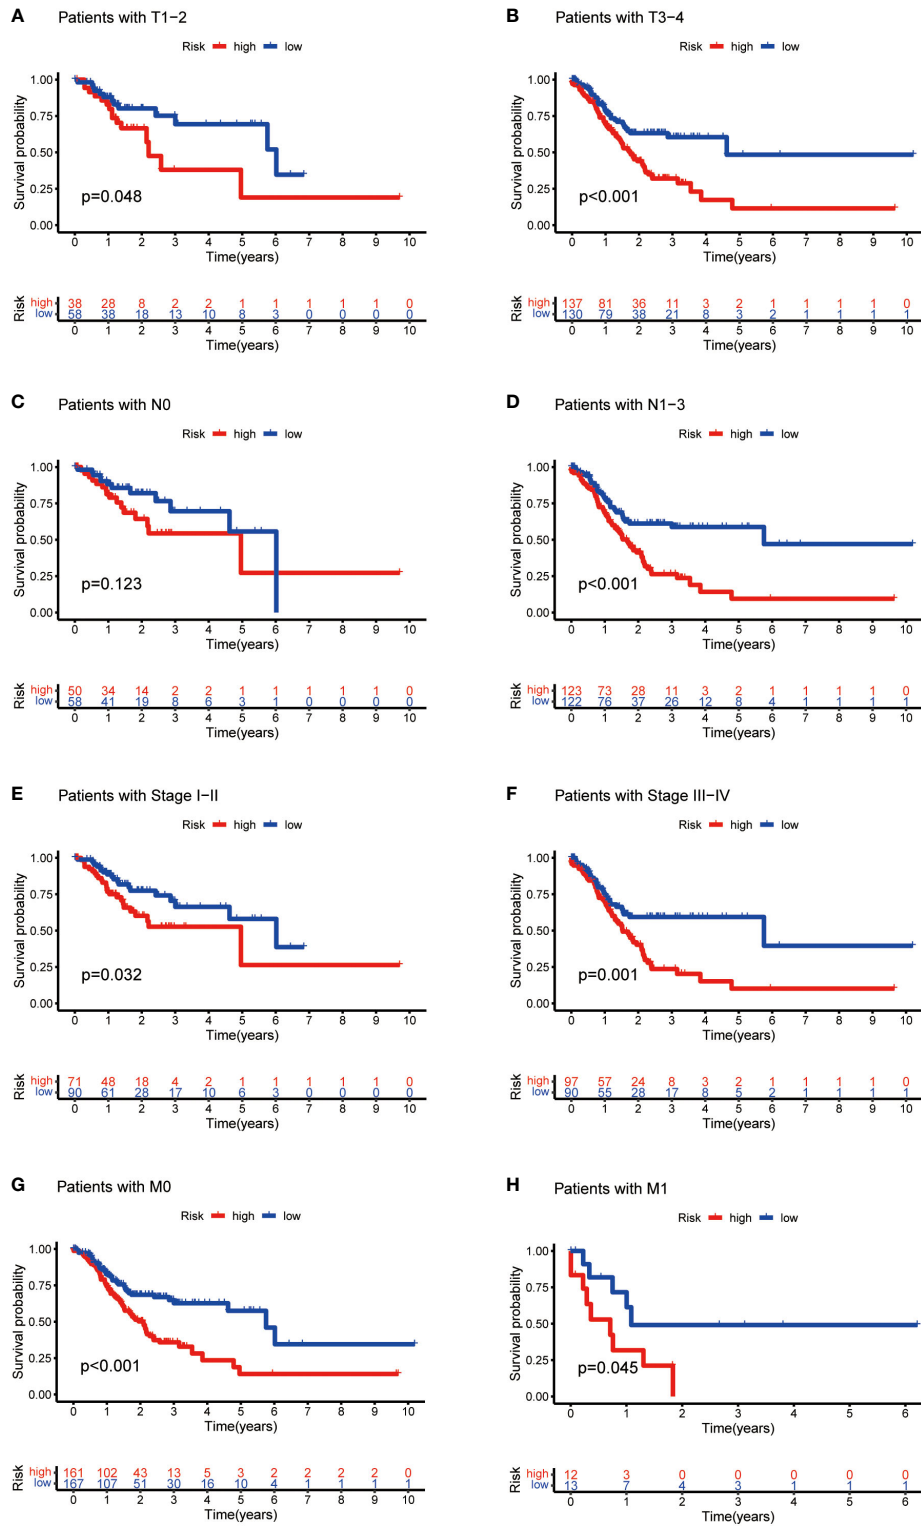 A Patients with T1−2
Risk high low
1.00
0.75
0.50
0.25
0.00
Survival probability
p=0.048
0 1 2 3 4 5 6 7 8 9 10
Time(years)
Risk
high 38 28 8 2 2 1 1 1 1 1 0
low 58 38 18 13 10 8 3 0 0 0 0
0 1 2 3 4 5 6 7 8 9 10
Time(years)
B Patients with T3−4
Risk high low
1.00
0.75
0.50
0.25
0.00
Survival probability
p<0.001
0 1 2 3 4 5 6 7 8 9 10
Time(years)
Risk
high 137 81 36 11 3 2 1 1 1 1 0
low 130 79 38 21 8 3 2 1 1 1 1
0 1 2 3 4 5 6 7 8 9 10
Time(years)
C Patients with N0
Risk high low
1.00
0.75
0.50
0.25
0.00
Survival probability
p=0.123
0 1 2 3 4 5 6 7 8 9 10
Time(years)
Risk
high 50 34 14 2 2 1 1 1 1 1 0
low 58 41 19 8 6 3 1 0 0 0 0
0 1 2 3 4 5 6 7 8 9 10
Time(years)
D Patients with N1−3
Risk high low
1.00
0.75
0.50
0.25
0.00
Survival probability
p<0.001
0 1 2 3 4 5 6 7 8 9 10
Time(years)
Risk
high 123 73 28 11 3 2 1 1 1 1 0
low 122 76 37 26 12 8 4 1 1 1 1
0 1 2 3 4 5 6 7 8 9 10
Time(years)
E Patients with Stage I−II
Risk high low
1.00
0.75
0.50
0.25
0.00
Survival probability
p=0.032
0 1 2 3 4 5 6 7 8 9 10
Time(years)
Risk
high 71 48 18 4 2 1 1 1 1 1 0
low 90 61 28 17 10 6 3 0 0 0 0
0 1 2 3 4 5 6 7 8 9 10
Time(years)
F Patients with Stage III−IV
Risk high low
1.00
0.75
0.50
0.25
0.00
Survival probability
p=0.001
0 1 2 3 4 5 6 7 8 9 10
Time(years)
Risk
high 97 57 24 8 3 2 1 1 1 1 0
low 90 55 28 17 8 5 2 1 1 1 1
0 1 2 3 4 5 6 7 8 9 10
Time(years)
G Patients with M0
Risk high low
1.00
0.75
0.50
0.25
0.00
Survival probability
p<0.001
0 1 2 3 4 5 6 7 8 9 10
Time(years)
Risk
high 161 102 43 13 5 3 2 2 2 2 0
low 167 107 51 30 16 10 4 1 1 1 1
0 1 2 3 4 5 6 7 8 9 10
Time(years)
H Patients with M1
Risk high low
1.00
0.75
0.50
0.25
0.00
Survival probability
p=0.045
0 1 2 3 4 5 6
Time(years)
Risk
high 12 3 0 0 0 0 0
low 13 7 4 3 1 1 1
0 1 2 3 4 5 6
Time(years)